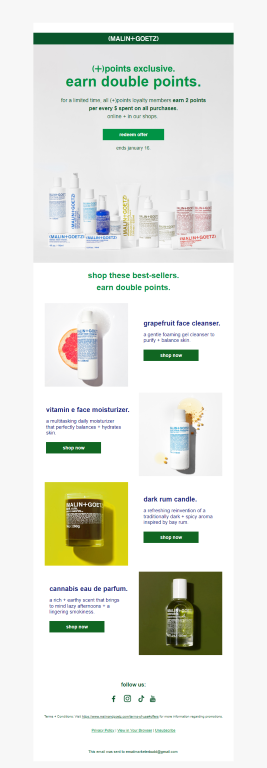 (MALIN+GOETZ)
(+)points exclusive.
earn double points.
for a limited time, all (+)points loyalty members earn 2 points
per every $ spent on all purchases.
online + in our shops.
redeem offer
ends january 16
shop these best-sellers.
earn double points.
grapefruit face cleanser.
a gentle foaming gel cleanser to
purify + balance skin.
shop now
vitamin e face moisturizer.
a multitasking daily moisturizer
that perfectly balances + hydrates
skin.
shop now
dark rum candle.
a refreshing reinvention of a
traditionally dark + spicy aroma
inspired by bay rum.
shop now
cannabis eau de parfum.
a rich + earthy scent that brings
to mind lazy afternoons + a
lingering smokiness.
shop now
follow us:
Terms + Conditions: Visit for more information regarding promotions.
Privacy Policy | View in Your Browser | Unsubscribe
This email was sent to